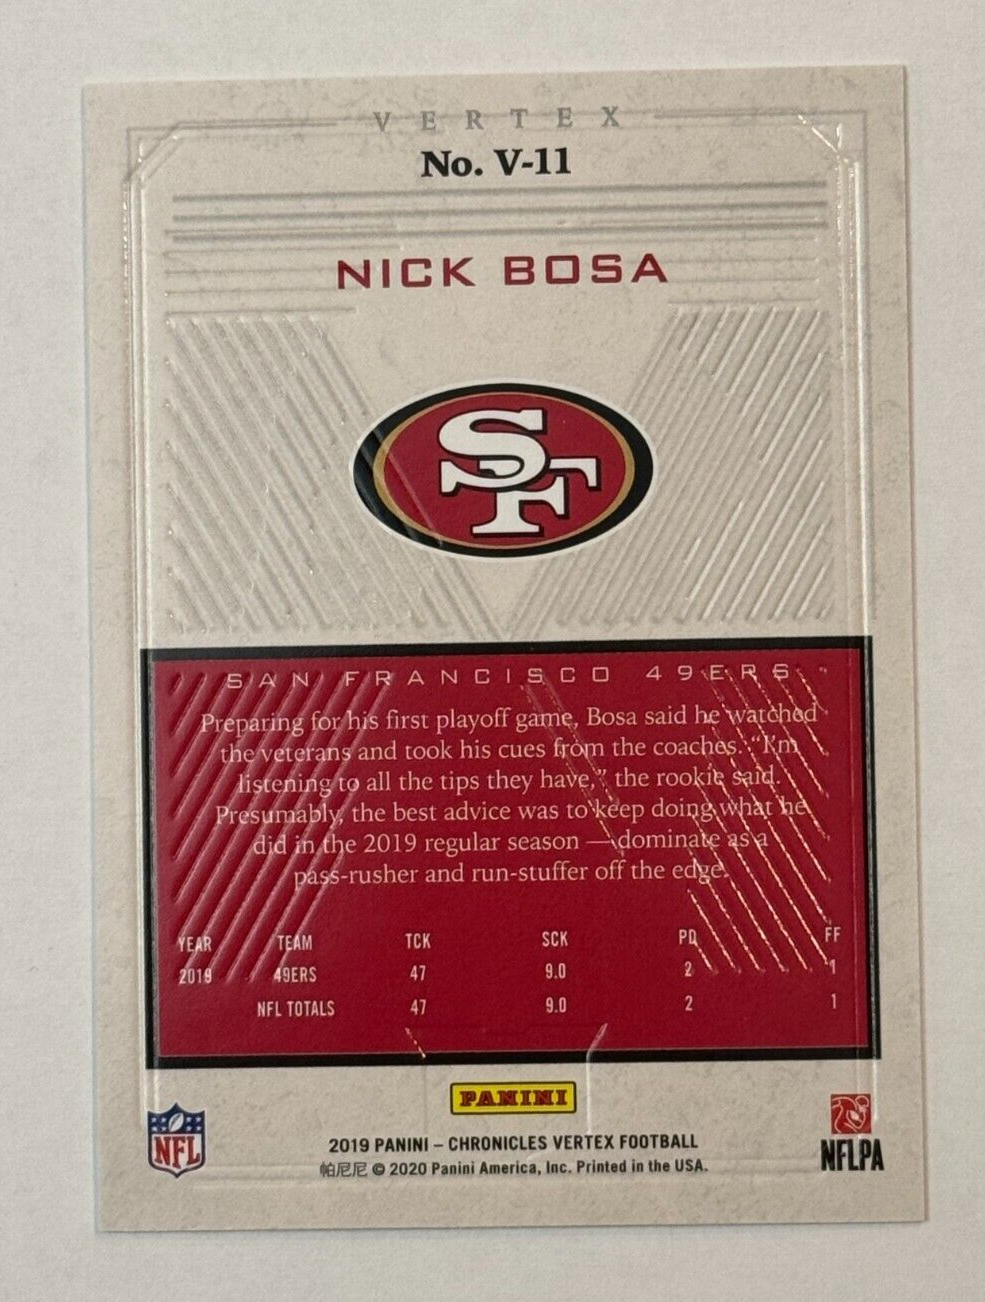 VERTEX
No. V-11
NICK BOSA
SF
SAN FRANCISCO 49ERS
Preparing for his first playoff game, Bosa said he watched
the veterans and took his cues from the coaches. “I’m
listening to all the tips they have,” the rookie said.
Presumably, the best advice was to keep doing what he
did in the 2019 regular season — dominate as a
pass-rusher and run-stuffer off the edge.
YEAR TEAM TCK SCK PD FF
2019 49ERS 47 9.0 2 1
NFL TOTALS 47 9.0 2 1
PANINI
NFL
2019 PANINI – CHRONICLES VERTEX FOOTBALL
帕尼尼 © 2020 Panini America, Inc. Printed in the USA.
NFLPA